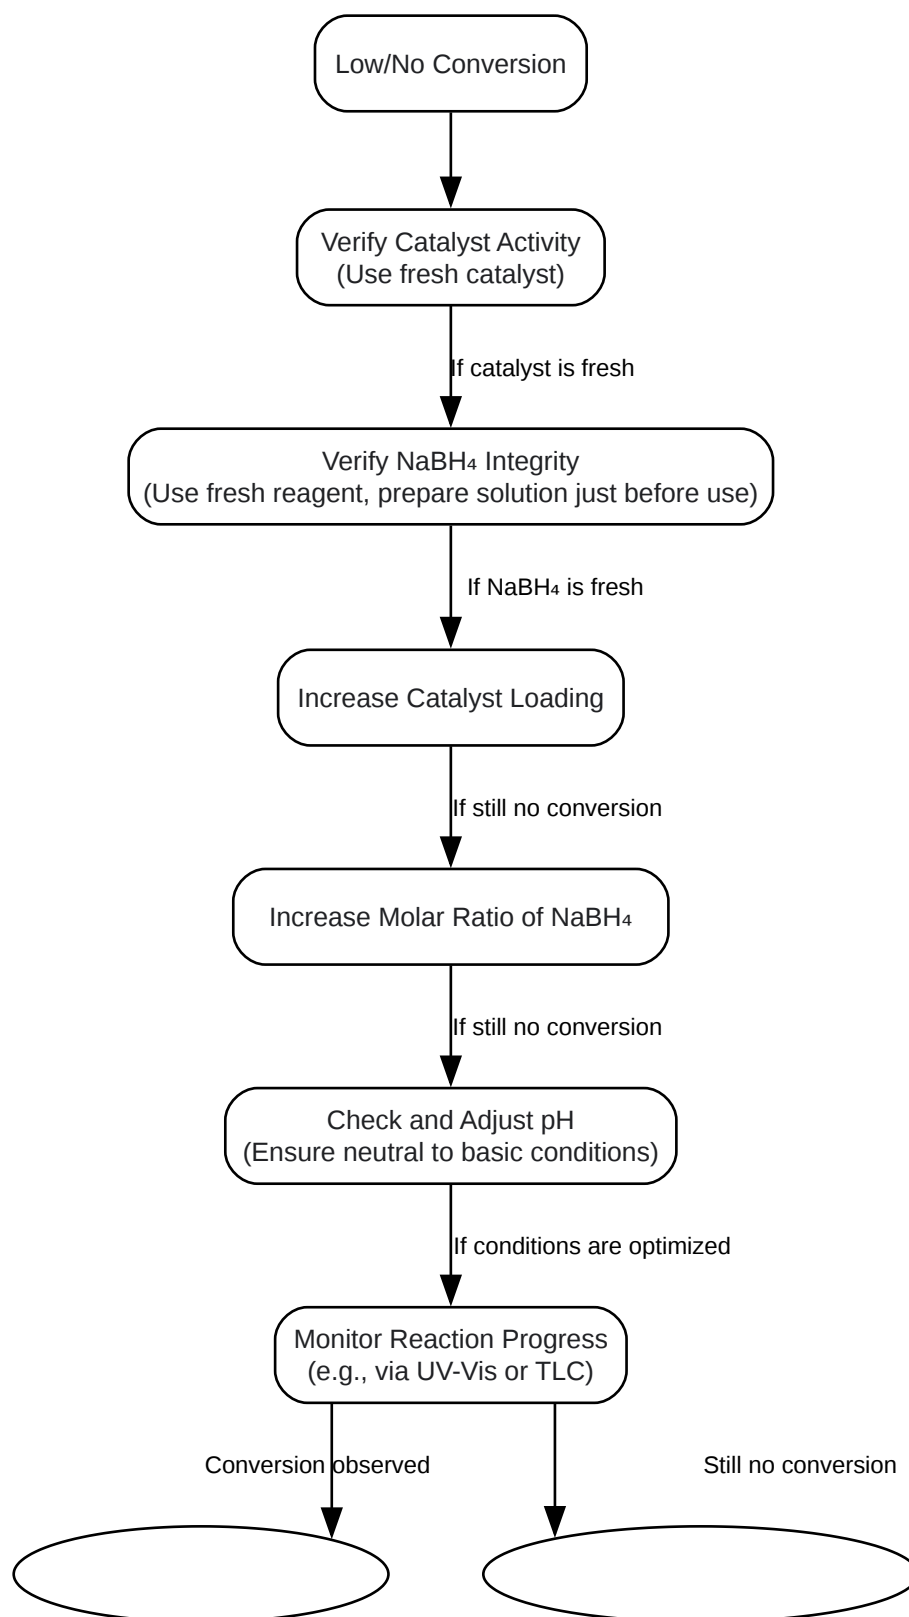 Low/No Conversion
Verify Catalyst Activity
(Use fresh catalyst)
If catalyst is fresh
Verify NaBH₄ Integrity
(Use fresh reagent, prepare solution just before use)
If NaBH₄ is fresh
Increase Catalyst Loading
If still no conversion
Increase Molar Ratio of NaBH₄
If still no conversion
Check and Adjust pH
(Ensure neutral to basic conditions)
If conditions are optimized
Monitor Reaction Progress
(e.g., via UV-Vis or TLC)
Conversion observed
Still no conversion